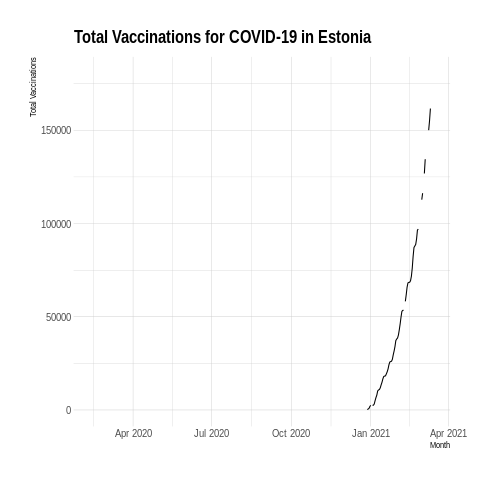 Total Vaccinations for COVID-19 in Estonia
Total Vaccinations
150000
100000
50000
0
Apr 2020 Jul 2020 Oct 2020 Jan 2021 Apr 2021
Month